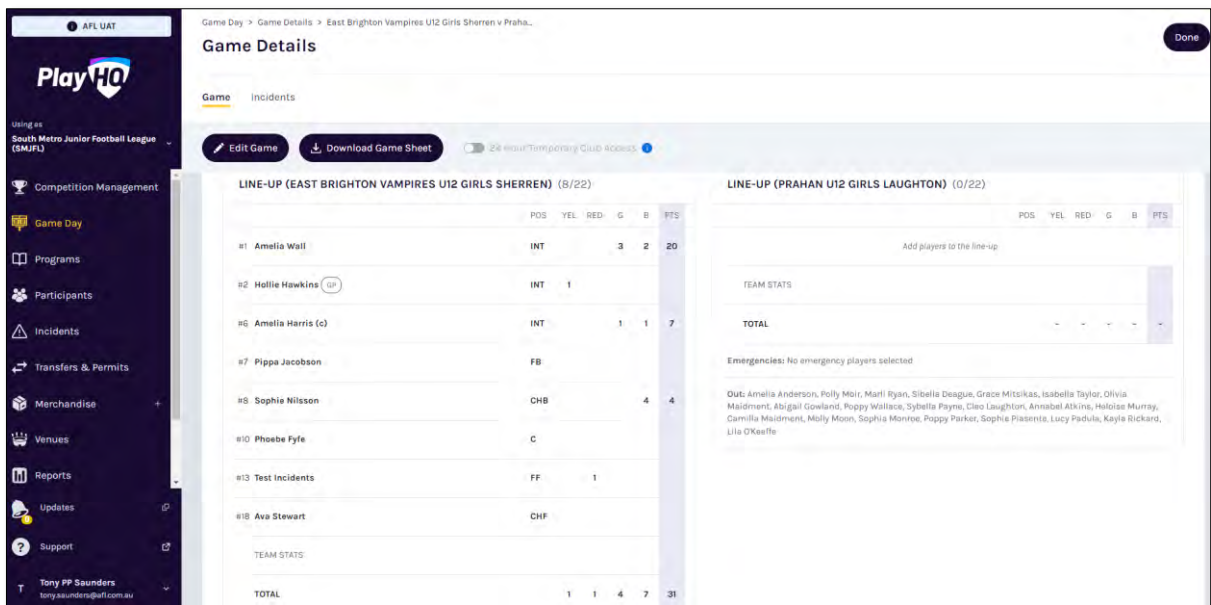 AFL UAT
PlayHQ
Using as
South Metro Junior Football League
(SMJFL)
Competition Management
Game Day
Programs
Participants
Incidents
Transfers & Permits
Merchandise +
Venues
Reports
Updates
Support
T Tony PP Saunders
tony.saunders@afl.com.au
Game Day > Game Details > East Brighton Vampires U12 Girls Sherren v Praha...
Game Details
Done
Game Incidents
Edit Game Download Game Sheet 24 Hour Temporary Club Access
LINE-UP (EAST BRIGHTON VAMPIRES U12 GIRLS SHERREN) (8/22)
POS YEL RED G B PTS
#1 Amelia Wall INT 3 2 20
#2 Hollie Hawkins GP INT 1
#6 Amelia Harris (c) INT 1 1 7
#7 Pippa Jacobson FB
#8 Sophie Nilsson CHB 4 4
#10 Phoebe Fyfe C
#13 Test Incidents FF 1
#18 Ava Stewart CHF
TEAM STATS
TOTAL 1 1 4 7 31
LINE-UP (PRAHAN U12 GIRLS LAUGHTON) (0/22)
POS YEL RED G B PTS
Add players to the line-up
TEAM STATS
TOTAL - - - - -
Emergencies: No emergency players selected
Out: Amelia Anderson, Polly Moir, Marli Ryan, Sibella Deague, Grace Mitsikas, Isabella Taylor, Olivia
Maidment, Abigail Gowland, Poppy Wallace, Sybella Payne, Cleo Laughton, Annabel Atkins, Heloise Murray,
Camilla Maidment, Molly Moon, Sophia Monroe, Poppy Parker, Sophie Piasente, Lucy Padula, Kayla Rickard,
Lila O'Keeffe